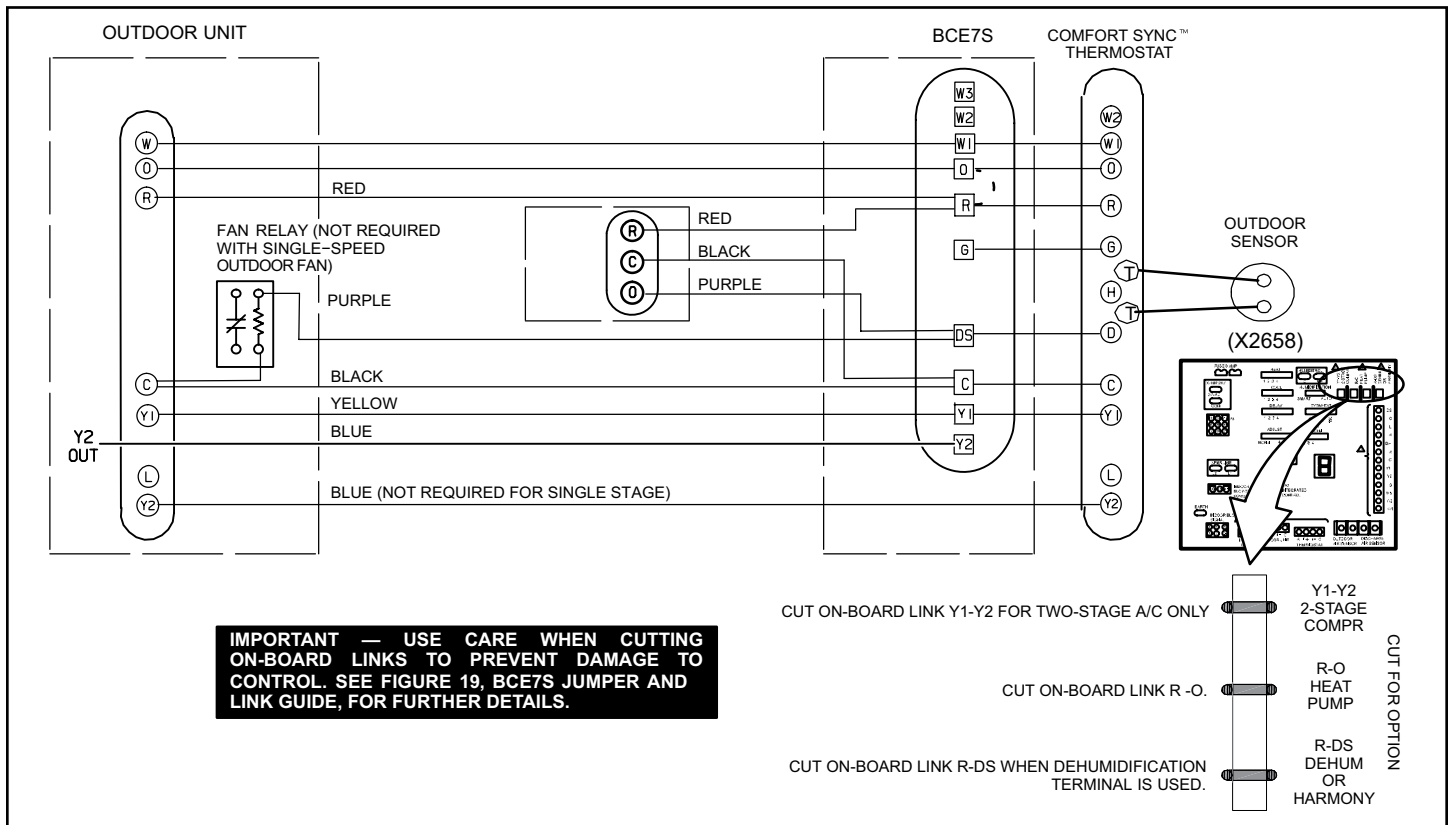 OUTDOOR UNIT
BCE7S
COMFORT SYNC™
THERMOSTAT
W3
W2
W2
W
W1
W1
O
O
O
RED
R
R
R
FAN RELAY (NOT REQUIRED
WITH SINGLE-SPEED
OUTDOOR FAN)
R
RED
C
BLACK
O
PURPLE
G
G
OUTDOOR
SENSOR
T
H
T
PURPLE
DS
D
(X2658)
C
BLACK
C
C
Y1
YELLOW
Y1
Y1
Y2
OUT
BLUE
Y2
L
L
Y2
BLUE (NOT REQUIRED FOR SINGLE STAGE)
Y2
IMPORTANT — USE CARE WHEN CUTTING
ON-BOARD LINKS TO PREVENT DAMAGE TO
CONTROL. SEE FIGURE 19, BCE7S JUMPER AND
LINK GUIDE, FOR FURTHER DETAILS.
CUT ON-BOARD LINK Y1-Y2 FOR TWO-STAGE A/C ONLY
Y1-Y2
2-STAGE
COMPR
CUT ON-BOARD LINK R -O.
R-O
HEAT
PUMP
CUT ON-BOARD LINK R-DS WHEN DEHUMIDIFICATION
TERMINAL IS USED.
R-DS
DEHUM
OR
HARMONY
CUT FOR OPTION